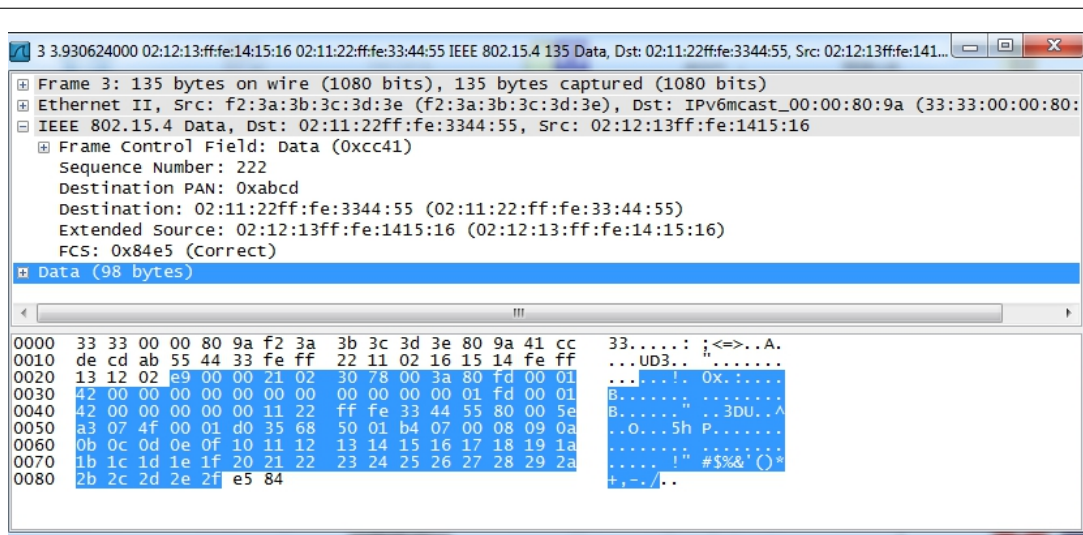 3 3.930624000 02:12:13:ff:fe:14:15:16 02:11:22:ff:fe:33:44:55 IEEE 802.15.4 135 Data, Dst: 02:11:22ff:fe:3344:55, Src: 02:12:13ff:fe:141...
Frame 3: 135 bytes on wire (1080 bits), 135 bytes captured (1080 bits)
Ethernet II, Src: f2:3a:3b:3c:3d:3e (f2:3a:3b:3c:3d:3e), Dst: IPv6mcast_00:00:80:9a (33:33:00:00:80:
IEEE 802.15.4 Data, Dst: 02:11:22ff:fe:3344:55, Src: 02:12:13ff:fe:1415:16
Frame Control Field: Data (0xcc41)
Sequence Number: 222
Destination PAN: 0xabcd
Destination: 02:11:22ff:fe:3344:55 (02:11:22:ff:fe:33:44:55)
Extended Source: 02:12:13ff:fe:1415:16 (02:12:13:ff:fe:14:15:16)
FCS: 0x84e5 (Correct)
Data (98 bytes)
0000 33 33 00 00 80 9a f2 3a 3b 3c 3d 3e 80 9a 41 cc 33.....: ;<=>..A.
0010 de cd ab 55 44 33 fe ff 22 11 02 16 15 14 fe ff ...UD3.. ".......
0020 13 12 02 e9 00 00 21 02 30 78 00 3a 80 fd 00 01 ......!. 0x.:....
0030 42 00 00 00 00 00 00 00 00 00 00 01 fd 00 01 B....... ........
0040 42 00 00 00 00 00 11 22 ff fe 33 44 55 80 00 5e B......" ..3DU..^
0050 a3 07 4f 00 01 d0 35 68 50 01 b4 07 00 08 09 0a ..O...5h P.......
0060 0b 0c 0d 0e 0f 10 11 12 13 14 15 16 17 18 19 1a ........ ........
0070 1b 1c 1d 1e 1f 20 21 22 23 24 25 26 27 28 29 2a ..... !" #$%&'()*
0080 2b 2c 2d 2e 2f e5 84 +,-./..